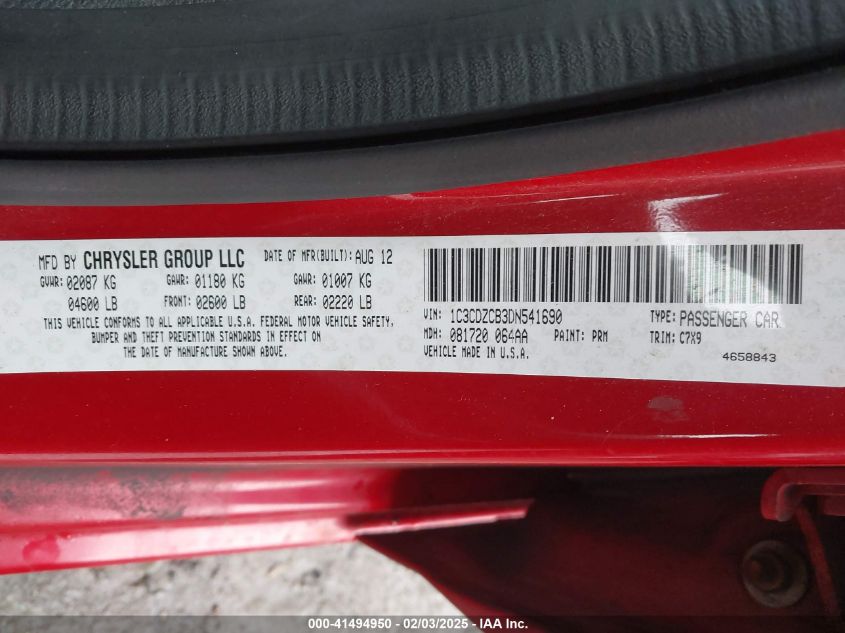 MFD BY CHRYSLER GROUP LLC DATE OF MFR(BUILT): AUG 12
GVWR: 02087 KG GAWR: 01180 KG GAWR: 01007 KG
04600 LB FRONT: 02600 LB REAR: 02220 LB
THIS VEHICLE CONFORMS TO ALL APPLICABLE U.S.A. FEDERAL MOTOR VEHICLE SAFETY,
BUMPER AND THEFT PREVENTION STANDARDS IN EFFECT ON
THE DATE OF MANUFACTURE SHOWN ABOVE.
VIN: 1C3CDZCB3DN541690 TYPE: PASSENGER CAR
MDH: 081720 064AA PAINT: PRM TRIM: C7X9
VEHICLE MADE IN U.S.A. 4658843
000-41494950 - 02/03/2025 - IAA Inc.